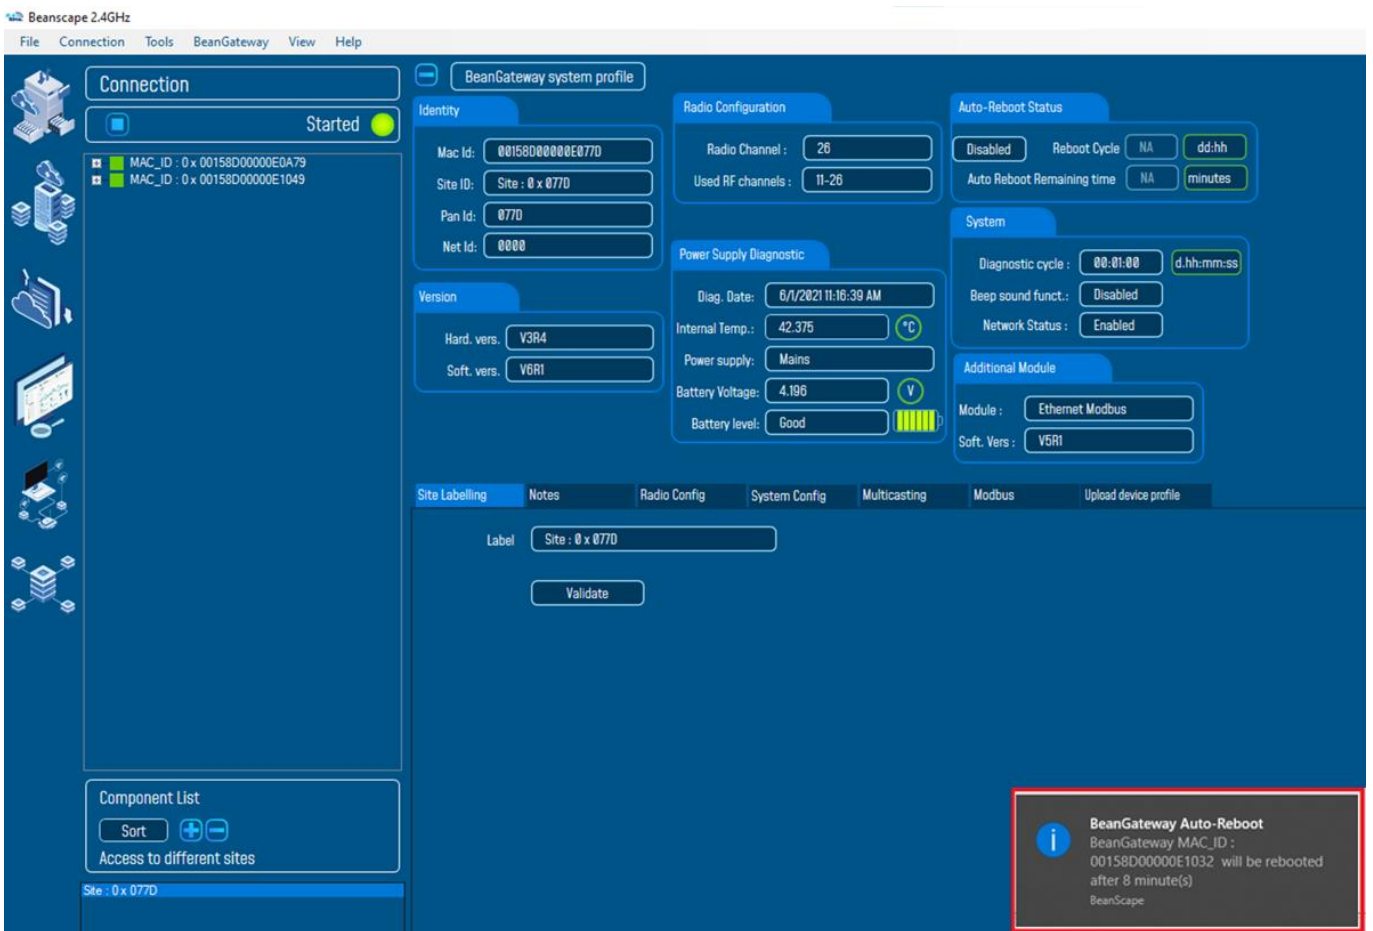 Beanscape 2.4GHz
File Connection Tools BeanGateway View Help
Connection
Started
MAC_ID : 0 x 00158D00000E0A79
MAC_ID : 0 x 00158D00000E1049
Component List
Sort
Access to different sites
Site : 0 x 077D
BeanGateway system profile
Identity
Mac Id: 00158D00000E077D
Site ID: Site : 0 x 077D
Pan Id: 077D
Net Id: 0000
Version
Hard. vers. V3R4
Soft. vers. V6R1
Radio Configuration
Radio Channel : 26
Used RF channels : 11-26
Power Supply Diagnostic
Diag. Date: 6/1/2021 11:16:39 AM
Internal Temp.: 42.375 °C
Power supply: Mains
Battery Voltage: 4.196 V
Battery level: Good
Auto-Reboot Status
Disabled Reboot Cycle NA dd:hh
Auto Reboot Remaining time NA minutes
System
Diagnostic cycle : 00:01:00 d.hh:mm:ss
Beep sound funct.: Disabled
Network Status : Enabled
Additional Module
Module : Ethernet Modbus
Soft. Vers : V5R1
Site Labelling Notes Radio Config System Config Multicasting Modbus Upload device profile
Label Site : 0 x 077D
Validate
BeanGateway Auto-Reboot
BeanGateway MAC_ID :
00158D00000E1032 will be rebooted
after 8 minute(s)
BeanScape